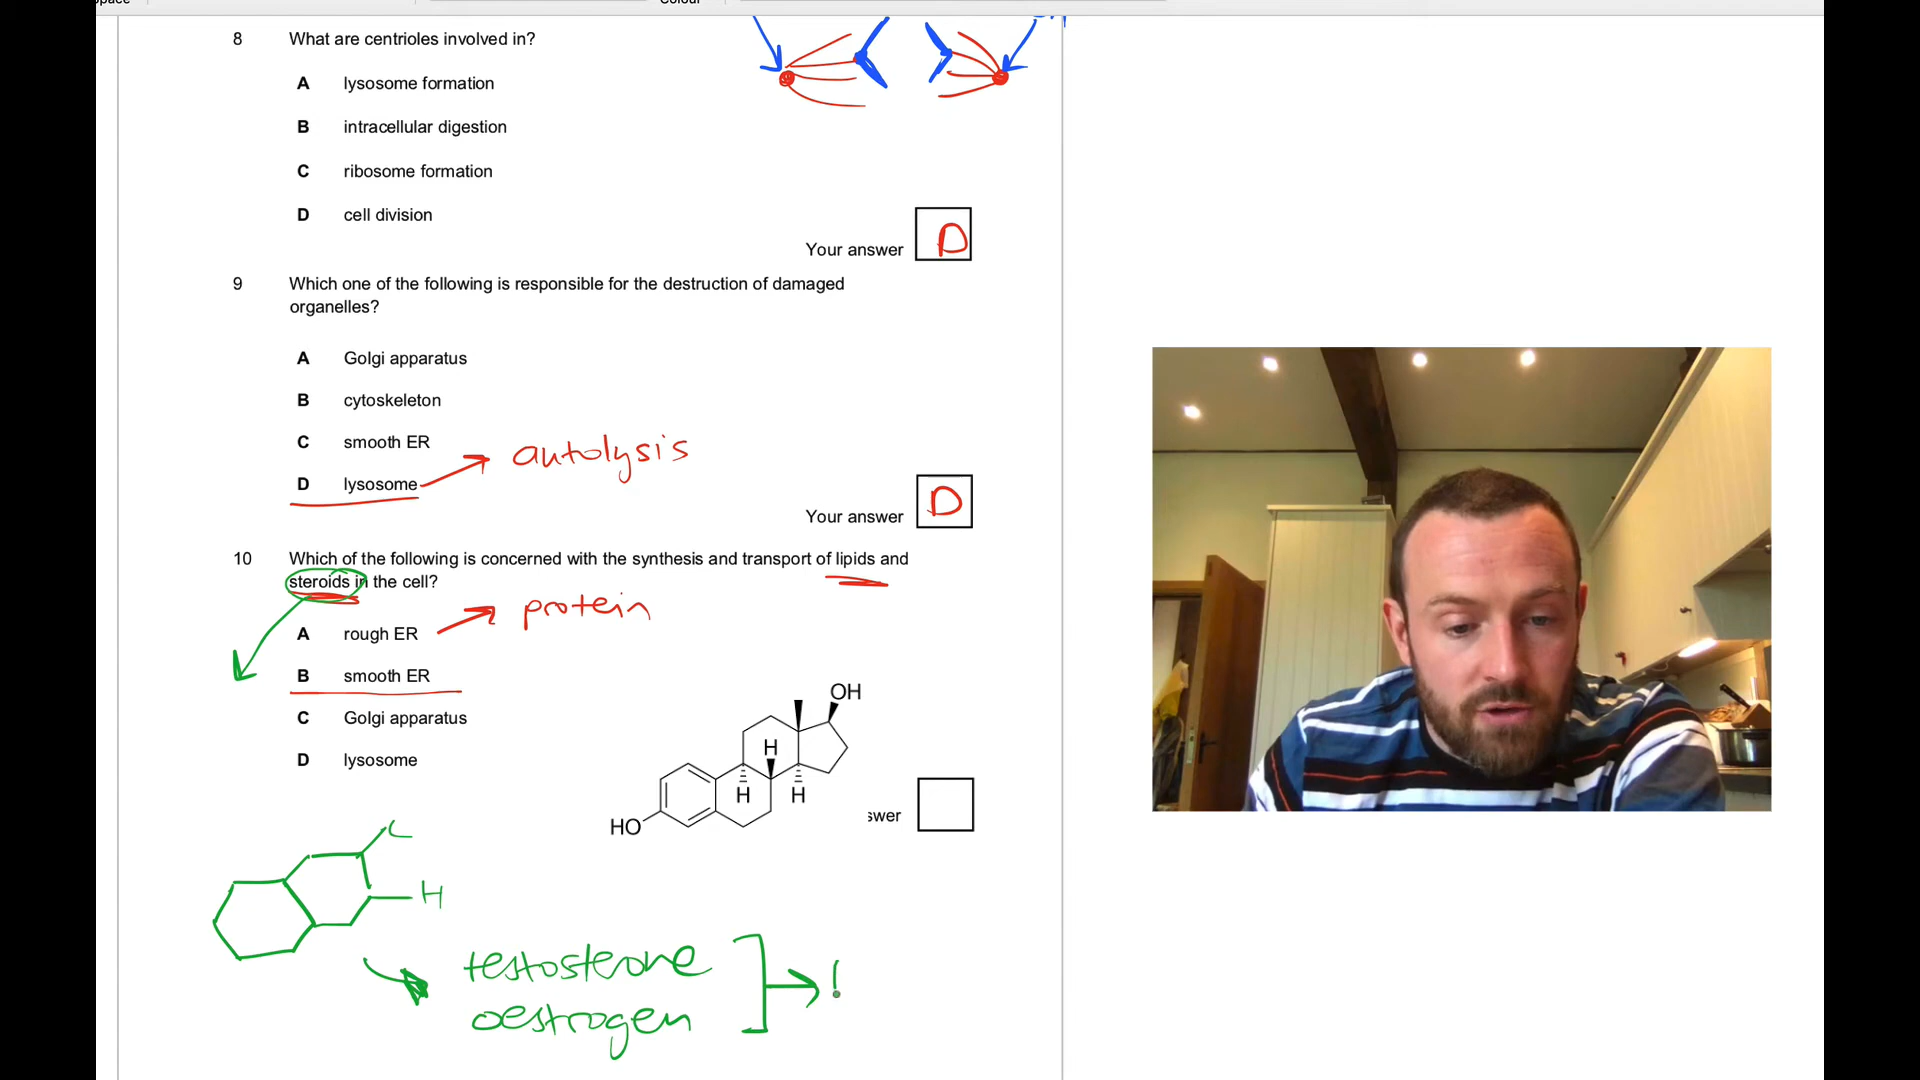 Colour
8 What are centrioles involved in?
A lysosome formation
B intracellular digestion
C ribosome formation
D cell division
Your answer D
9 Which one of the following is responsible for the destruction of damaged
organelles?
A Golgi apparatus
B cytoskeleton
C smooth ER
autolysis
D lysosome
Your answer D
10 Which of the following is concerned with the synthesis and transport of lipids and
steroids in the cell?
protein
A rough ER
B smooth ER
OH
C Golgi apparatus
H
D lysosome
H H
swer
HO
H
testosterone
oestrogen